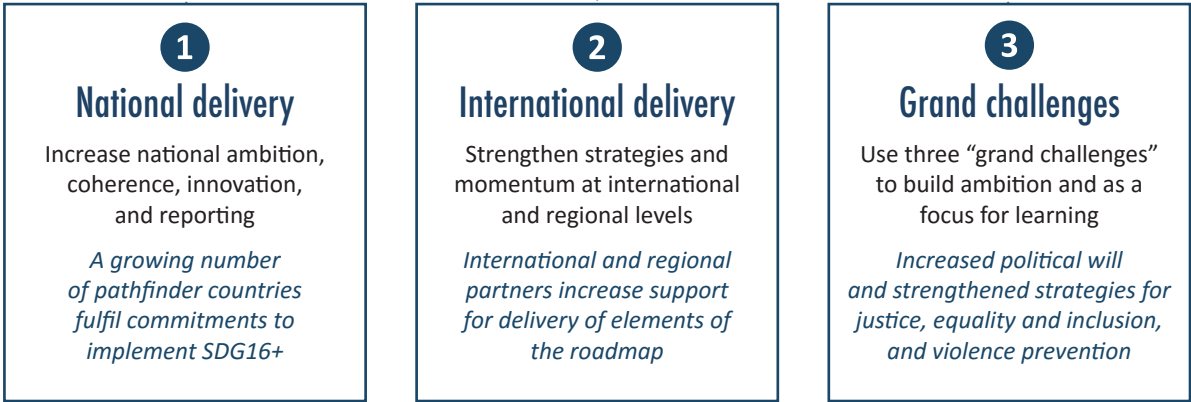 1
National delivery
Increase national ambition,
coherence, innovation,
and reporting
A growing number
of pathfinder countries
fulfil commitments to
implement SDG16+
2
International delivery
Strengthen strategies and
momentum at international
and regional levels
International and regional
partners increase support
for delivery of elements of
the roadmap
3
Grand challenges
Use three “grand challenges”
to build ambition and as a
focus for learning
Increased political will
and strengthened strategies for
justice, equality and inclusion,
and violence prevention